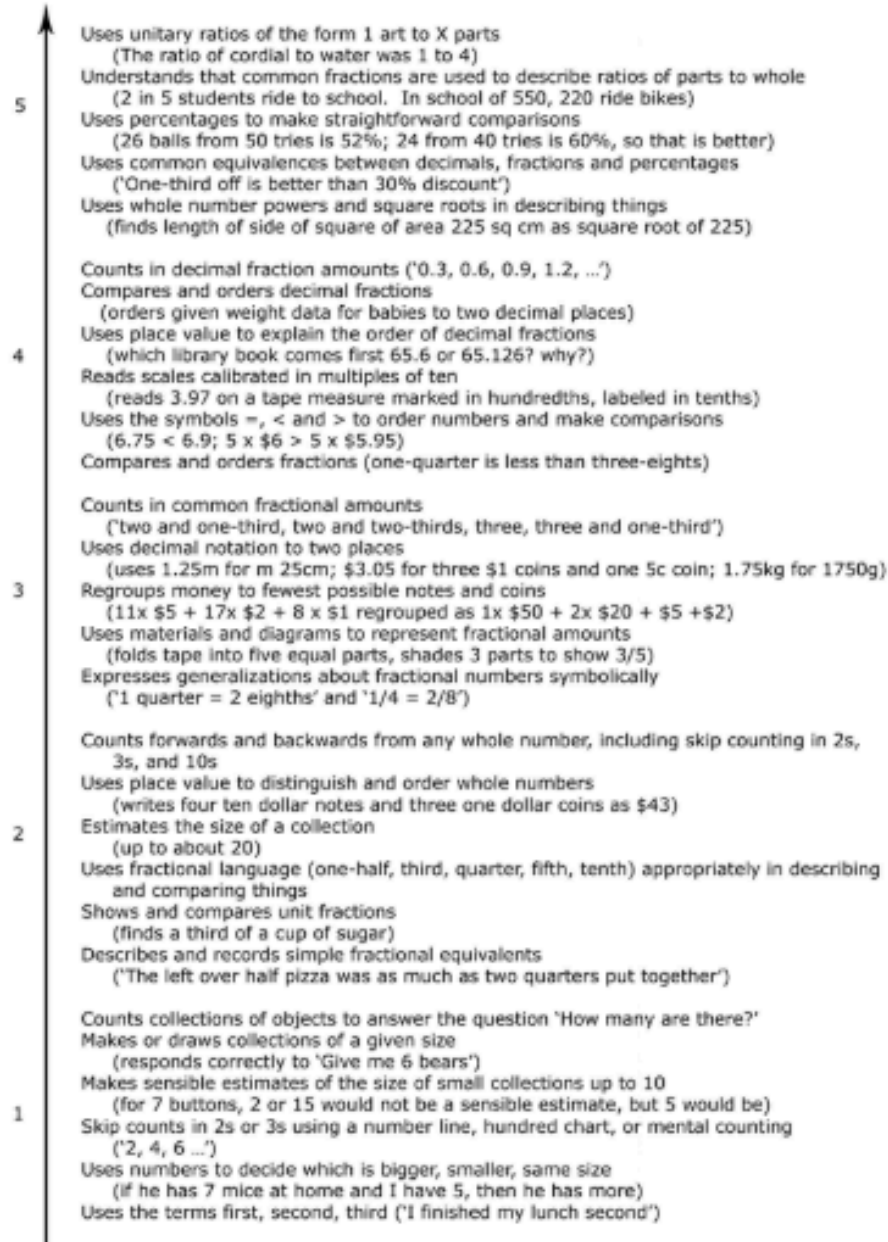 Uses unitary ratios of the form 1 art to X parts
(The ratio of cordial to water was 1 to 4)
Understands that common fractions are used to describe ratios of parts to whole
5
(2 in 5 students ride to school. In school of 550, 220 ride bikes)
Uses percentages to make straightforward comparisons
(26 balls from 50 tries is 52%; 24 from 40 tries is 60%, so that is better)
Uses common equivalences between decimals, fractions and percentages
('One-third off is better than 30% discount')
Uses whole number powers and square roots in describing things
(finds length of side of square of area 225 sq cm as square root of 225)
Counts in decimal fraction amounts ('0.3, 0.6, 0.9, 1.2, ...')
Compares and orders decimal fractions
(orders given weight data for babies to two decimal places)
Uses place value to explain the order of decimal fractions
4
(which library book comes first 65.6 or 65.126? why?)
Reads scales calibrated in multiples of ten
(reads 3.97 on a tape measure marked in hundredths, labeled in tenths)
Uses the symbols =, < and > to order numbers and make comparisons
(6.75 < 6.9; 5 x $6 > 5 x $5.95)
Compares and orders fractions (one-quarter is less than three-eights)
Counts in common fractional amounts
('two and one-third, two and two-thirds, three, three and one-third')
Uses decimal notation to two places
(uses 1.25m for m 25cm; $3.05 for three $1 coins and one 5c coin; 1.75kg for 1750g)
3
Regroups money to fewest possible notes and coins
(11x $5 + 17x $2 + 8 x $1 regrouped as 1x $50 + 2x $20 + $5 +$2)
Uses materials and diagrams to represent fractional amounts
(folds tape into five equal parts, shades 3 parts to show 3/5)
Expresses generalizations about fractional numbers symbolically
('1 quarter = 2 eighths' and '1/4 = 2/8')
Counts forwards and backwards from any whole number, including skip counting in 2s,
3s, and 10s
Uses place value to distinguish and order whole numbers
(writes four ten dollar notes and three one dollar coins as $43)
2
Estimates the size of a collection
(up to about 20)
Uses fractional language (one-half, third, quarter, fifth, tenth) appropriately in describing
and comparing things
Shows and compares unit fractions
(finds a third of a cup of sugar)
Describes and records simple fractional equivalents
('The left over half pizza was as much as two quarters put together')
Counts collections of objects to answer the question 'How many are there?'
Makes or draws collections of a given size
(responds correctly to 'Give me 6 bears')
Makes sensible estimates of the size of small collections up to 10
1
(for 7 buttons, 2 or 15 would not be a sensible estimate, but 5 would be)
Skip counts in 2s or 3s using a number line, hundred chart, or mental counting
('2, 4, 6 ...')
Uses numbers to decide which is bigger, smaller, same size
(if he has 7 mice at home and I have 5, then he has more)
Uses the terms first, second, third ('I finished my lunch second')